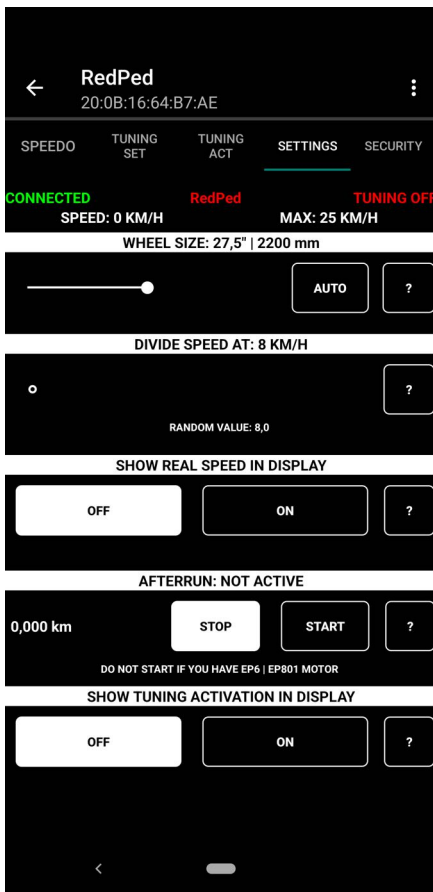 RedPed
20:0B:16:64:B7:AE
SPEEDO TUNING SET TUNING ACT SETTINGS SECURITY
CONNECTED RedPed TUNING OFF
SPEED: 0 KM/H MAX: 25 KM/H
WHEEL SIZE: 27,5" | 2200 mm
AUTO ?
DIVIDE SPEED AT: 8 KM/H
?
RANDOM VALUE: 8,0
SHOW REAL SPEED IN DISPLAY
OFF ON ?
AFTERRUN: NOT ACTIVE
0,000 km STOP START ?
DO NOT START IF YOU HAVE EP6 | EP801 MOTOR
SHOW TUNING ACTIVATION IN DISPLAY
OFF ON ?